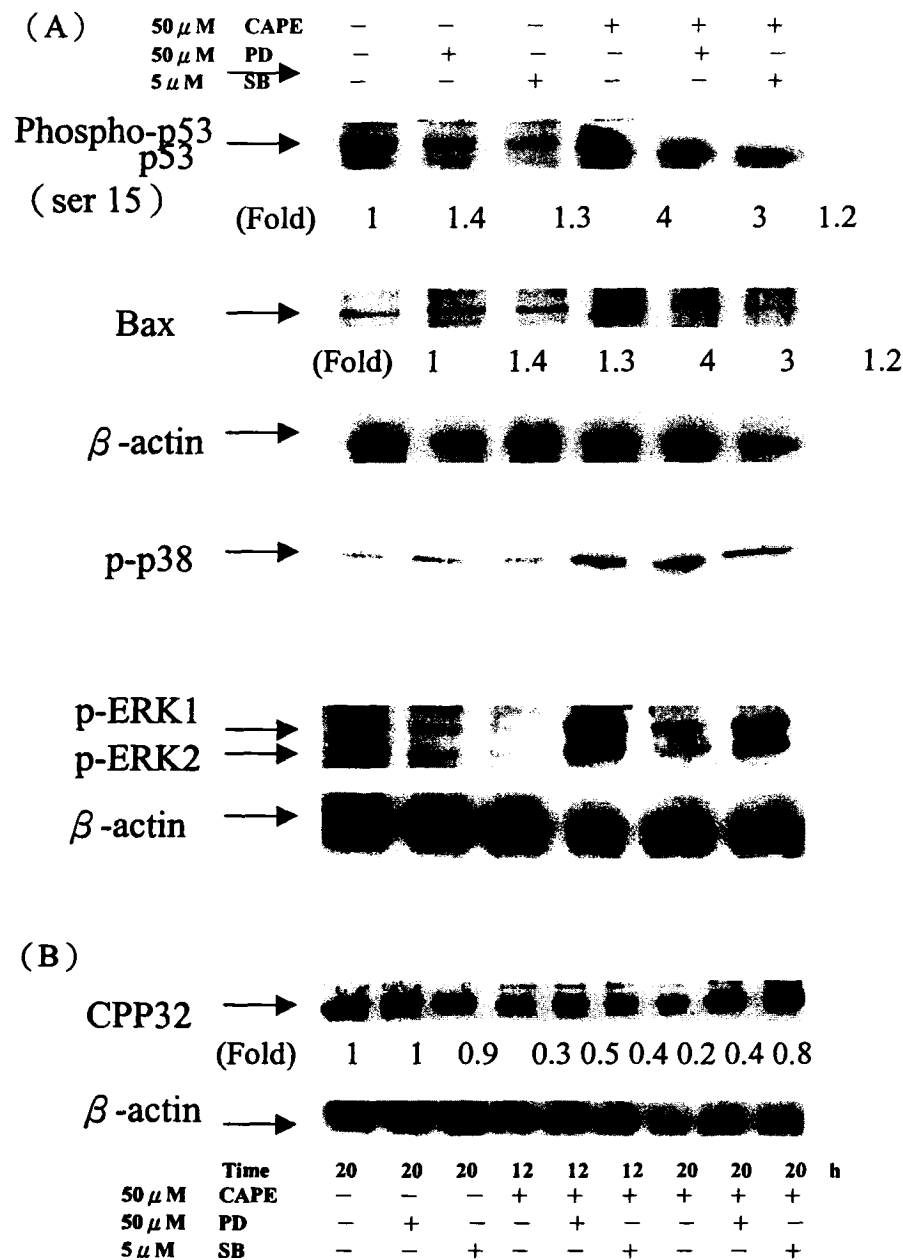 (A) 50 μM CAPE − − − + + +
50 μM PD − + − − + −
5 μM SB − − + − − +
Phospho-p53
p53
(ser 15)
(Fold) 1 1.4 1.3 4 3 1.2
Bax
(Fold) 1 1.4 1.3 4 3 1.2
β-actin
p-p38
p-ERK1
p-ERK2
β-actin
(B)
CPP32
(Fold) 1 1 0.9 0.3 0.5 0.4 0.2 0.4 0.8
β-actin
Time 20 20 20 12 12 12 20 20 20 h
50 μM CAPE − − − + + + + + +
50 μM PD − + − − + − − + −
5 μM SB − − + − − + − − +